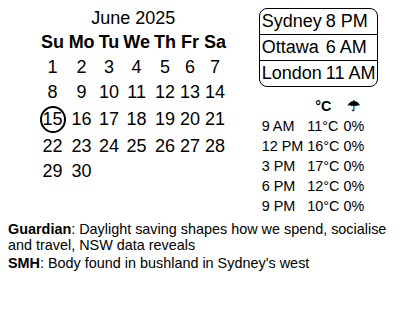 June 2025
Su Mo Tu We Th Fr Sa
1 2 3 4 5 6 7
8 9 10 11 12 13 14
15 16 17 18 19 20 21
22 23 24 25 26 27 28
29 30
Sydney 8 PM
Ottawa 6 AM
London 11 AM
°C ☂
9 AM 11°C 0%
12 PM 16°C 0%
3 PM 17°C 0%
6 PM 12°C 0%
9 PM 10°C 0%
Guardian: Daylight saving shapes how we spend, socialise
and travel, NSW data reveals
SMH: Body found in bushland in Sydney’s west